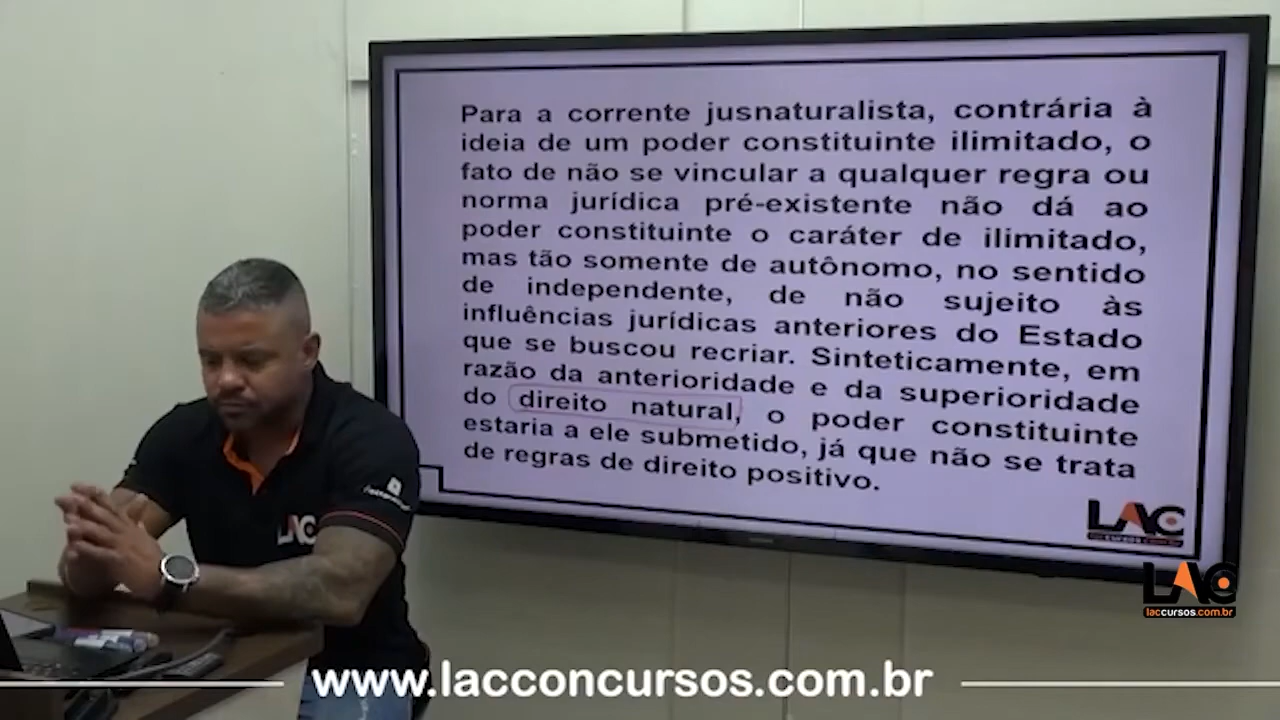 Para a corrente jusnaturalista, contrária à
ideia de um poder constituinte ilimitado, o
fato de não se vincular a qualquer regra ou
norma jurídica pré-existente não dá ao
poder constituinte o caráter de ilimitado,
mas tão somente de autônomo, no sentido
de independente, de não sujeito às
influências jurídicas anteriores do Estado
que se buscou recriar. Sinteticamente, em
razão da anterioridade e da superioridade
do direito natural, o poder constituinte
estaria a ele submetido, já que não se trata
de regras de direito positivo.
LAC
LAC
LAC
laccursos.com.br
www.lacconcursos.com.br